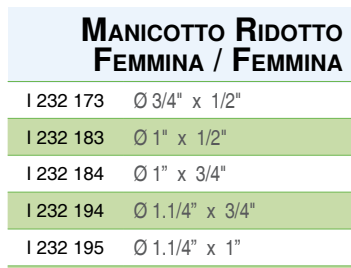 MANICOTTO RIDOTTO
FEMMINA / FEMMINA
I 232 173 Ø 3/4" x 1/2"
I 232 183 Ø 1" x 1/2"
I 232 184 Ø 1” x 3/4"
I 232 194 Ø 1.1/4” x 3/4"
I 232 195 Ø 1.1/4” x 1”